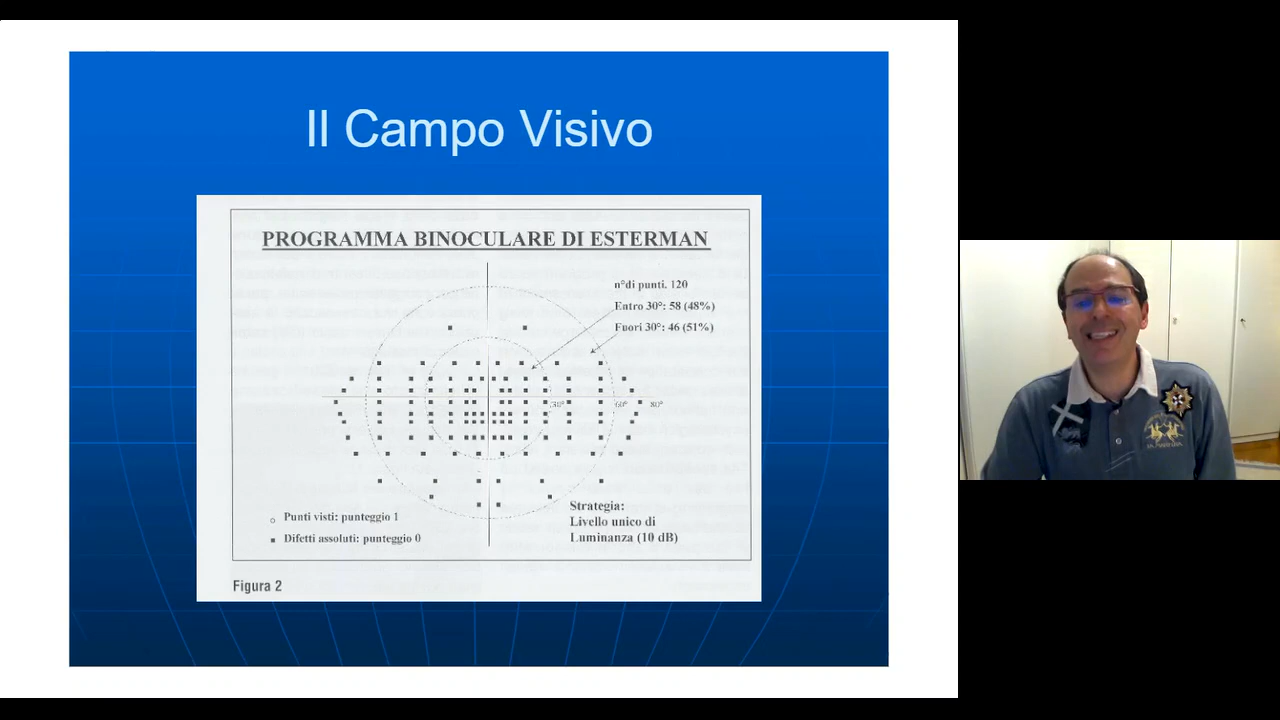 Il Campo Visivo
PROGRAMMA BINOCULARE DI ESTERMAN
n°di punti. 120
Entro 30°: 58 (48%)
Fuori 30°: 46 (51%)
30°
60°
80°
Strategia:
Livello unico di
Luminanza (10 dB)
Punti visti: punteggio 1
Difetti assoluti: punteggio 0
Figura 2